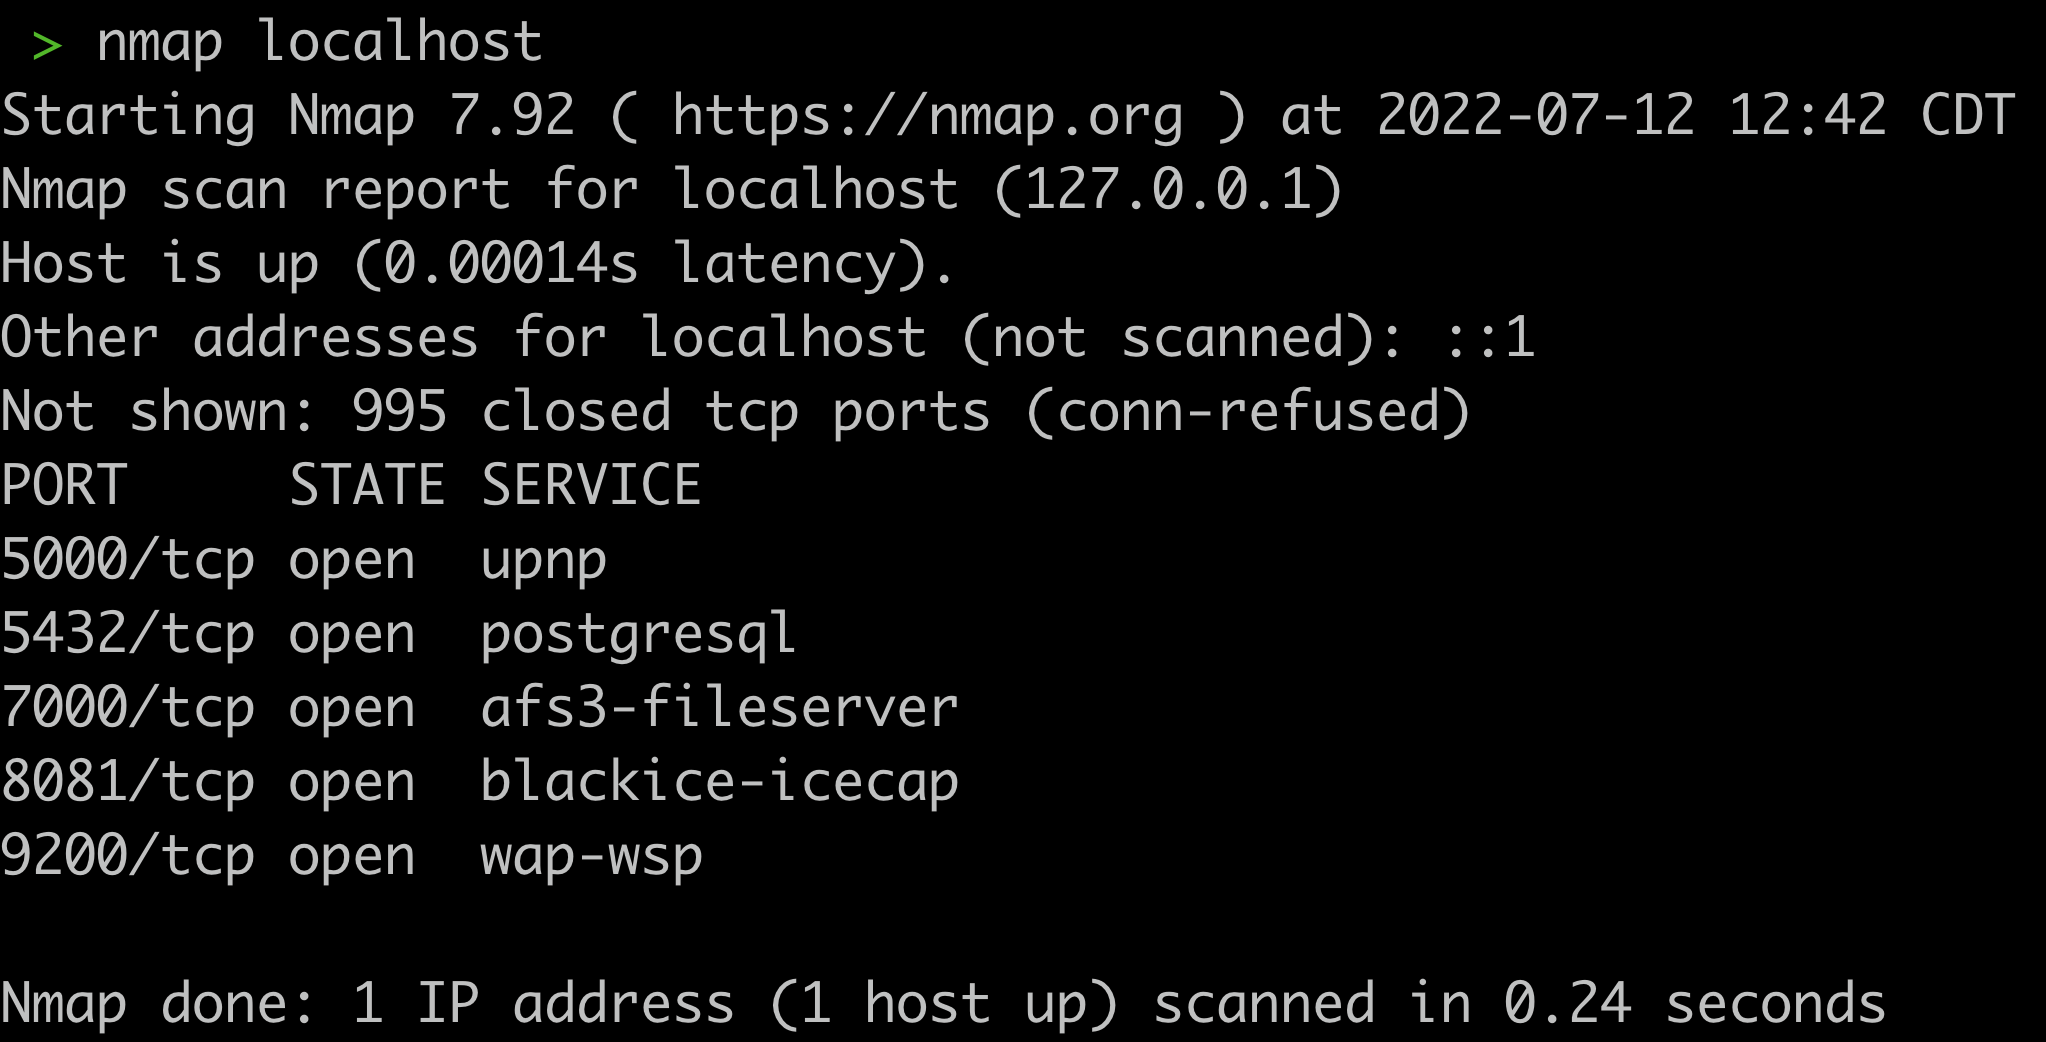 > nmap localhost
Starting Nmap 7.92 ( https://nmap.org ) at 2022-07-12 12:42 CDT
Nmap scan report for localhost (127.0.0.1)
Host is up (0.00014s latency).
Other addresses for localhost (not scanned): ::1
Not shown: 995 closed tcp ports (conn-refused)
PORT     STATE SERVICE
5000/tcp open  upnp
5432/tcp open  postgresql
7000/tcp open  afs3-fileserver
8081/tcp open  blackice-icecap
9200/tcp open  wap-wsp
Nmap done: 1 IP address (1 host up) scanned in 0.24 seconds